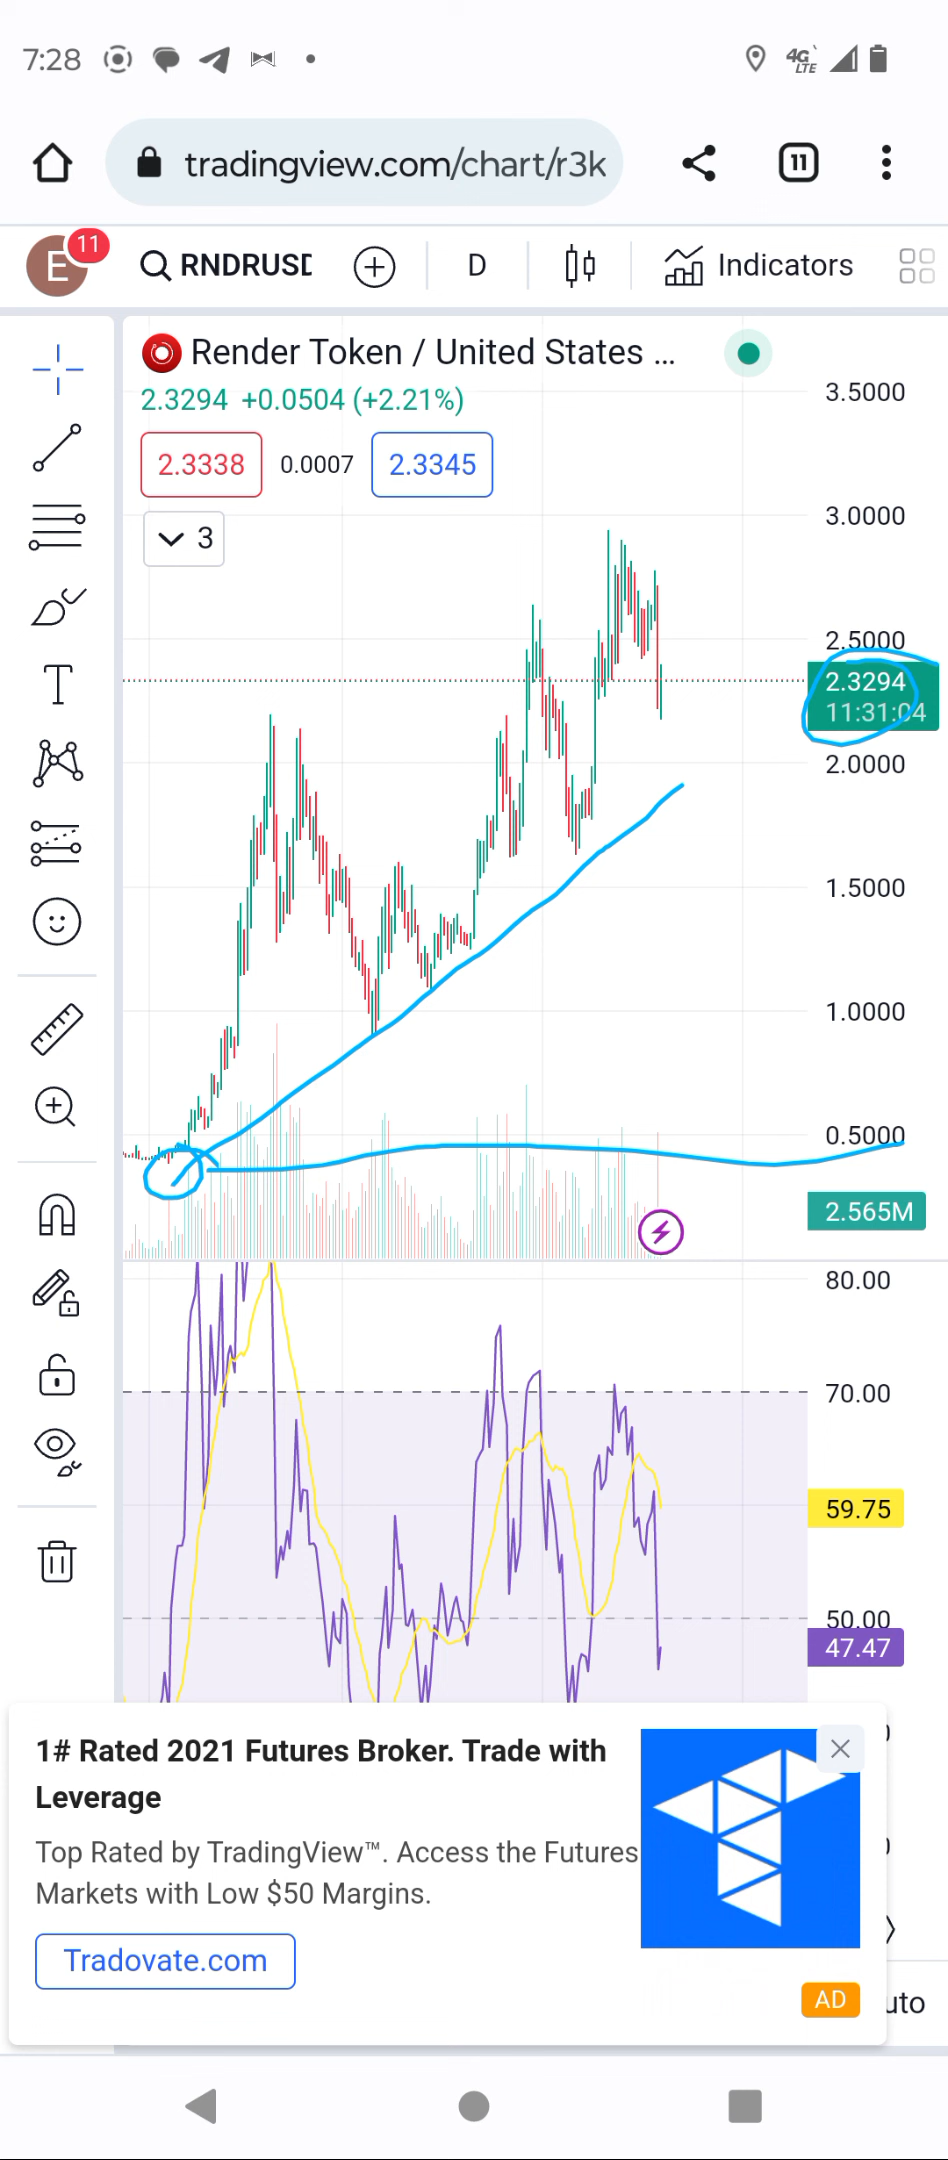 7:28
4G LTE
tradingview.com/chart/r3k
11
E
11
RNDRUSD
D
Indicators
Render Token / United States ...
2.3294 +0.0504 (+2.21%)
2.3338
0.0007
2.3345
3
3.5000
3.0000
2.5000
2.3294
11:31:04
2.0000
1.5000
1.0000
0.5000
2.565M
80.00
70.00
59.75
50.00
47.47
1# Rated 2021 Futures Broker. Trade with
Leverage
Top Rated by TradingView™. Access the Futures
Markets with Low $50 Margins.
Tradovate.com
AD
uto